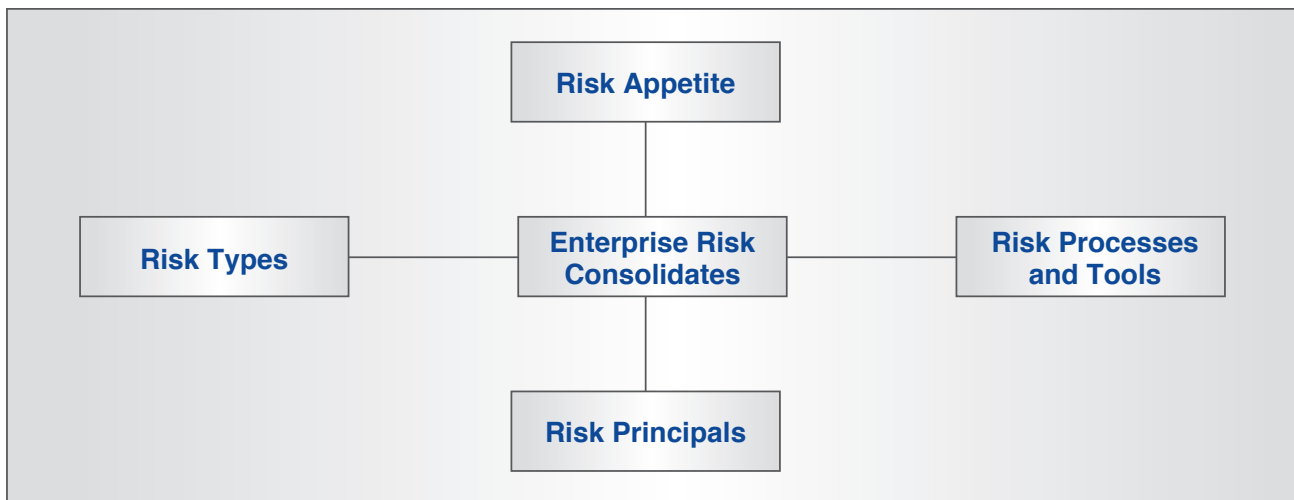 Risk Appetite
Risk Types
Enterprise Risk
Consolidates
Risk Processes
and Tools
Risk Principals